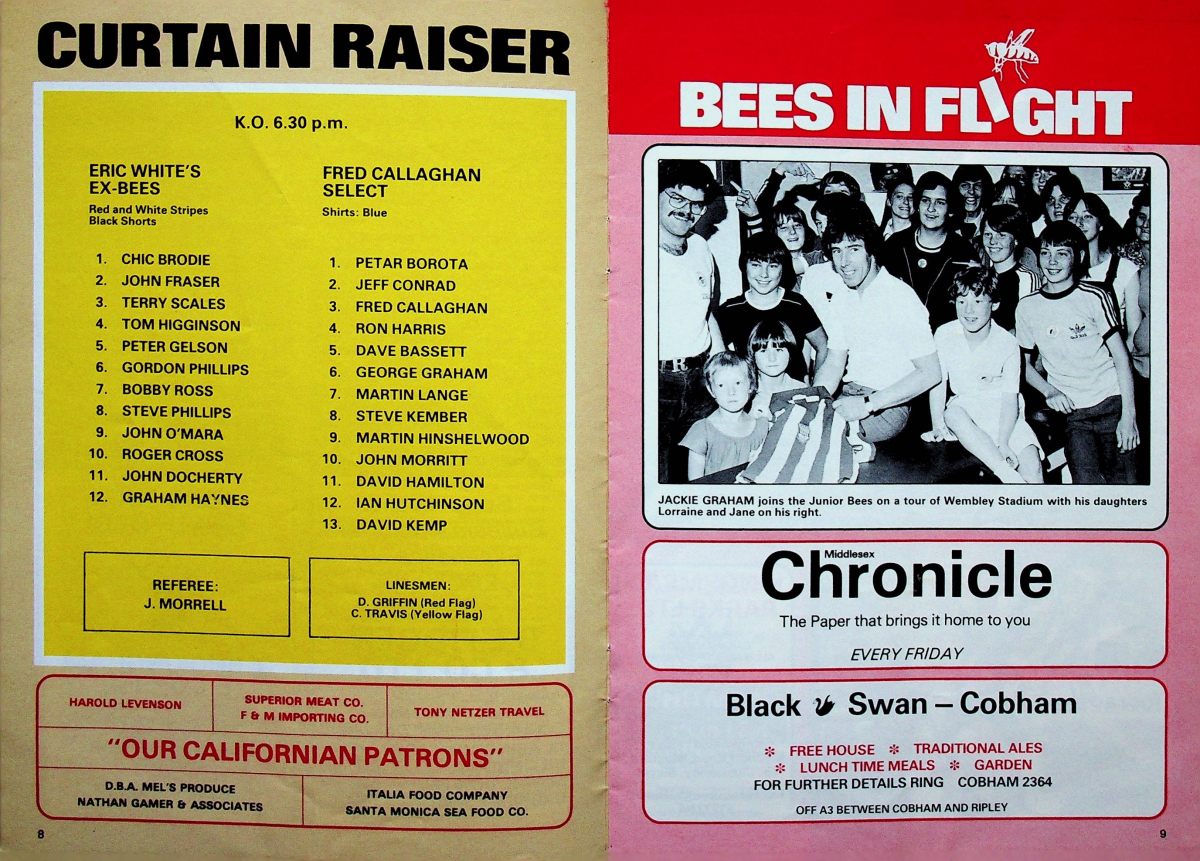 CURTAIN RAISER
K.O. 6.30 p.m.
ERIC WHITE'S
EX-BEES
Red and White Stripes
Black Shorts
1. CHIC BRODIE
2. JOHN FRASER
3. TERRY SCALES
4. TOM HIGGINSON
5. PETER GELSON
6. GORDON PHILLIPS
7. BOBBY ROSS
8. STEVE PHILLIPS
9. JOHN O'MARA
10. ROGER CROSS
11. JOHN DOCHERTY
12. GRAHAM HAYNES
FRED CALLAGHAN
SELECT
Shirts: Blue
1. PETAR BOROTA
2. JEFF CONRAD
3. FRED CALLAGHAN
4. RON HARRIS
5. DAVE BASSETT
6. GEORGE GRAHAM
7. MARTIN LANGE
8. STEVE KEMBER
9. MARTIN HINSHELWOOD
10. JOHN MORRITT
11. DAVID HAMILTON
12. IAN HUTCHINSON
13. DAVID KEMP
REFEREE:
J. MORRELL
LINESMEN:
D. GRIFFIN (Red Flag)
C. TRAVIS (Yellow Flag)
HAROLD LEVENSON
SUPERIOR MEAT CO.
F & M IMPORTING CO.
TONY NETZER TRAVEL
"OUR CALIFORNIAN PATRONS"
D.B.A. MEL'S PRODUCE
NATHAN GAMER & ASSOCIATES
ITALIA FOOD COMPANY
SANTA MONICA SEA FOOD CO.
8
BEES IN FLIGHT
JACKIE GRAHAM joins the Junior Bees on a tour of Wembley Stadium with his daughters
Lorraine and Jane on his right.
Middlesex
Chronicle
The Paper that brings it home to you
EVERY FRIDAY
Black Swan – Cobham
✻ FREE HOUSE ✻ TRADITIONAL ALES
✻ LUNCH TIME MEALS ✻ GARDEN
FOR FURTHER DETAILS RING COBHAM 2364
OFF A3 BETWEEN COBHAM AND RIPLEY
9